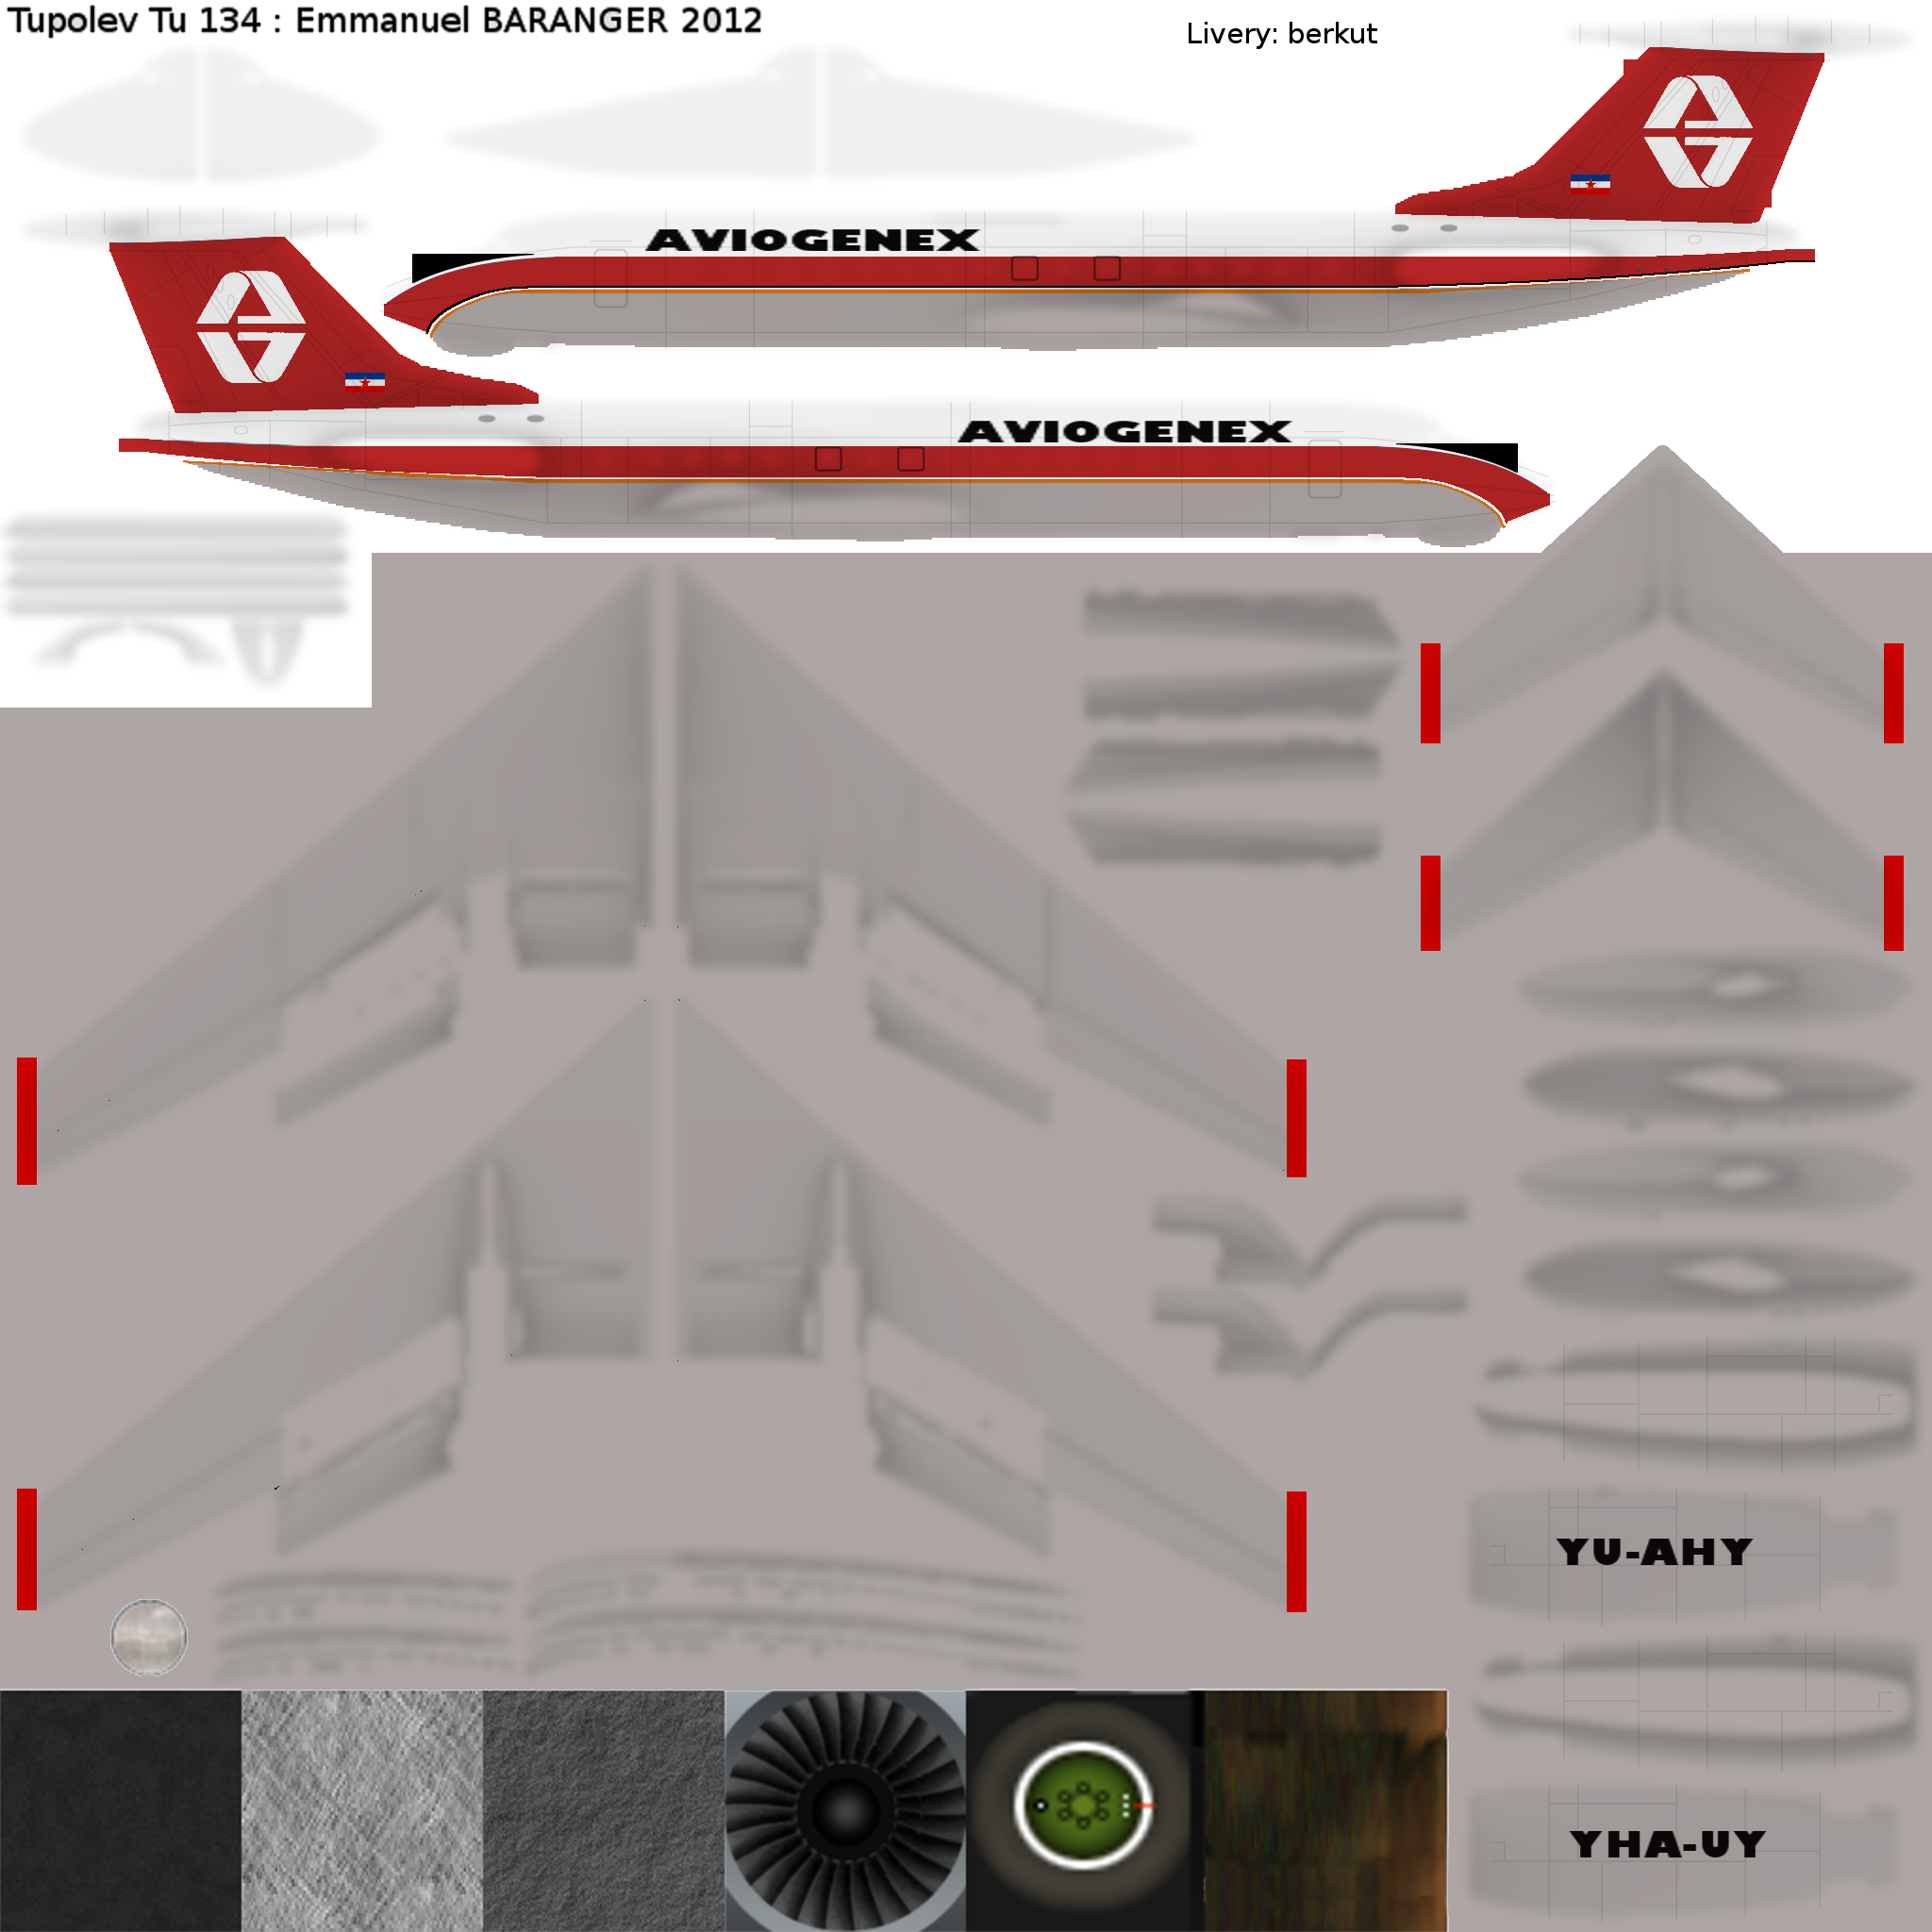 Tupolev Tu 134 : Emmanuel BARANGER 2012
Livery: berkut
AVIOGENEX
AVIOGENEX
YU-AHY
YHA-UY